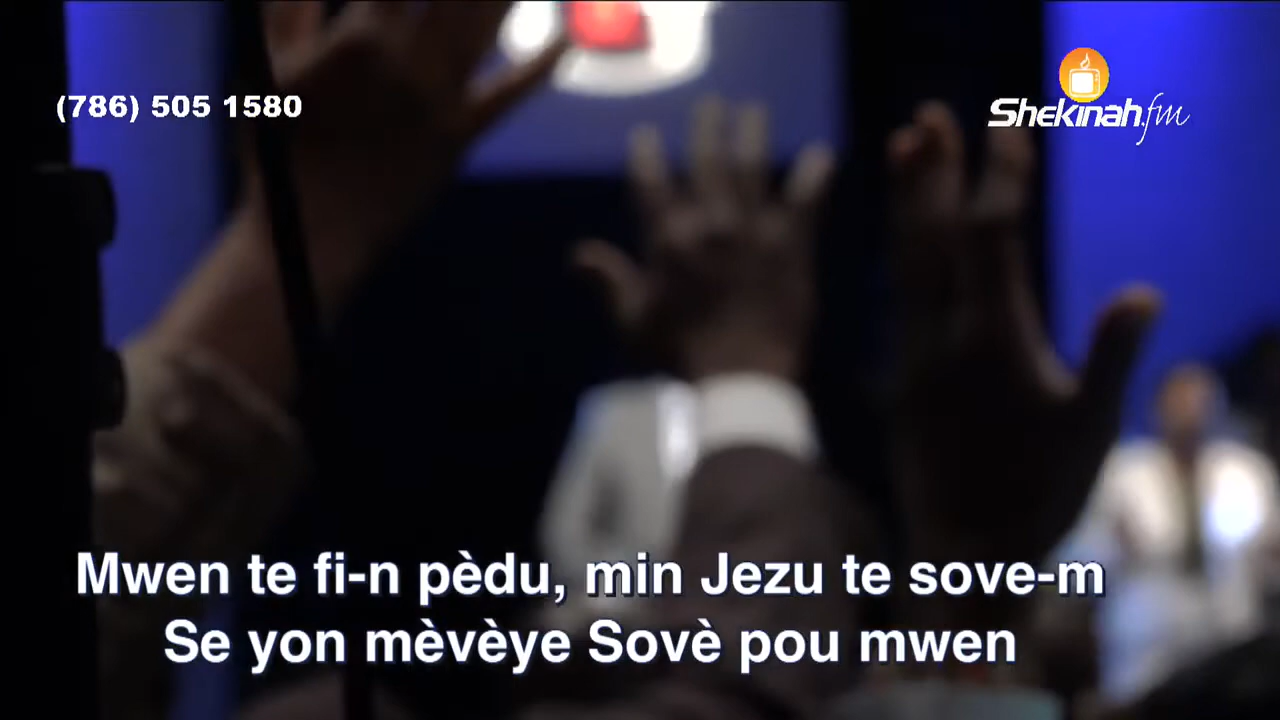 (786) 505 1580
Shekinah.fm
Mwen te fi-n pèdu, min Jezu te sove-m
Se yon mèvèye Sovè pou mwen